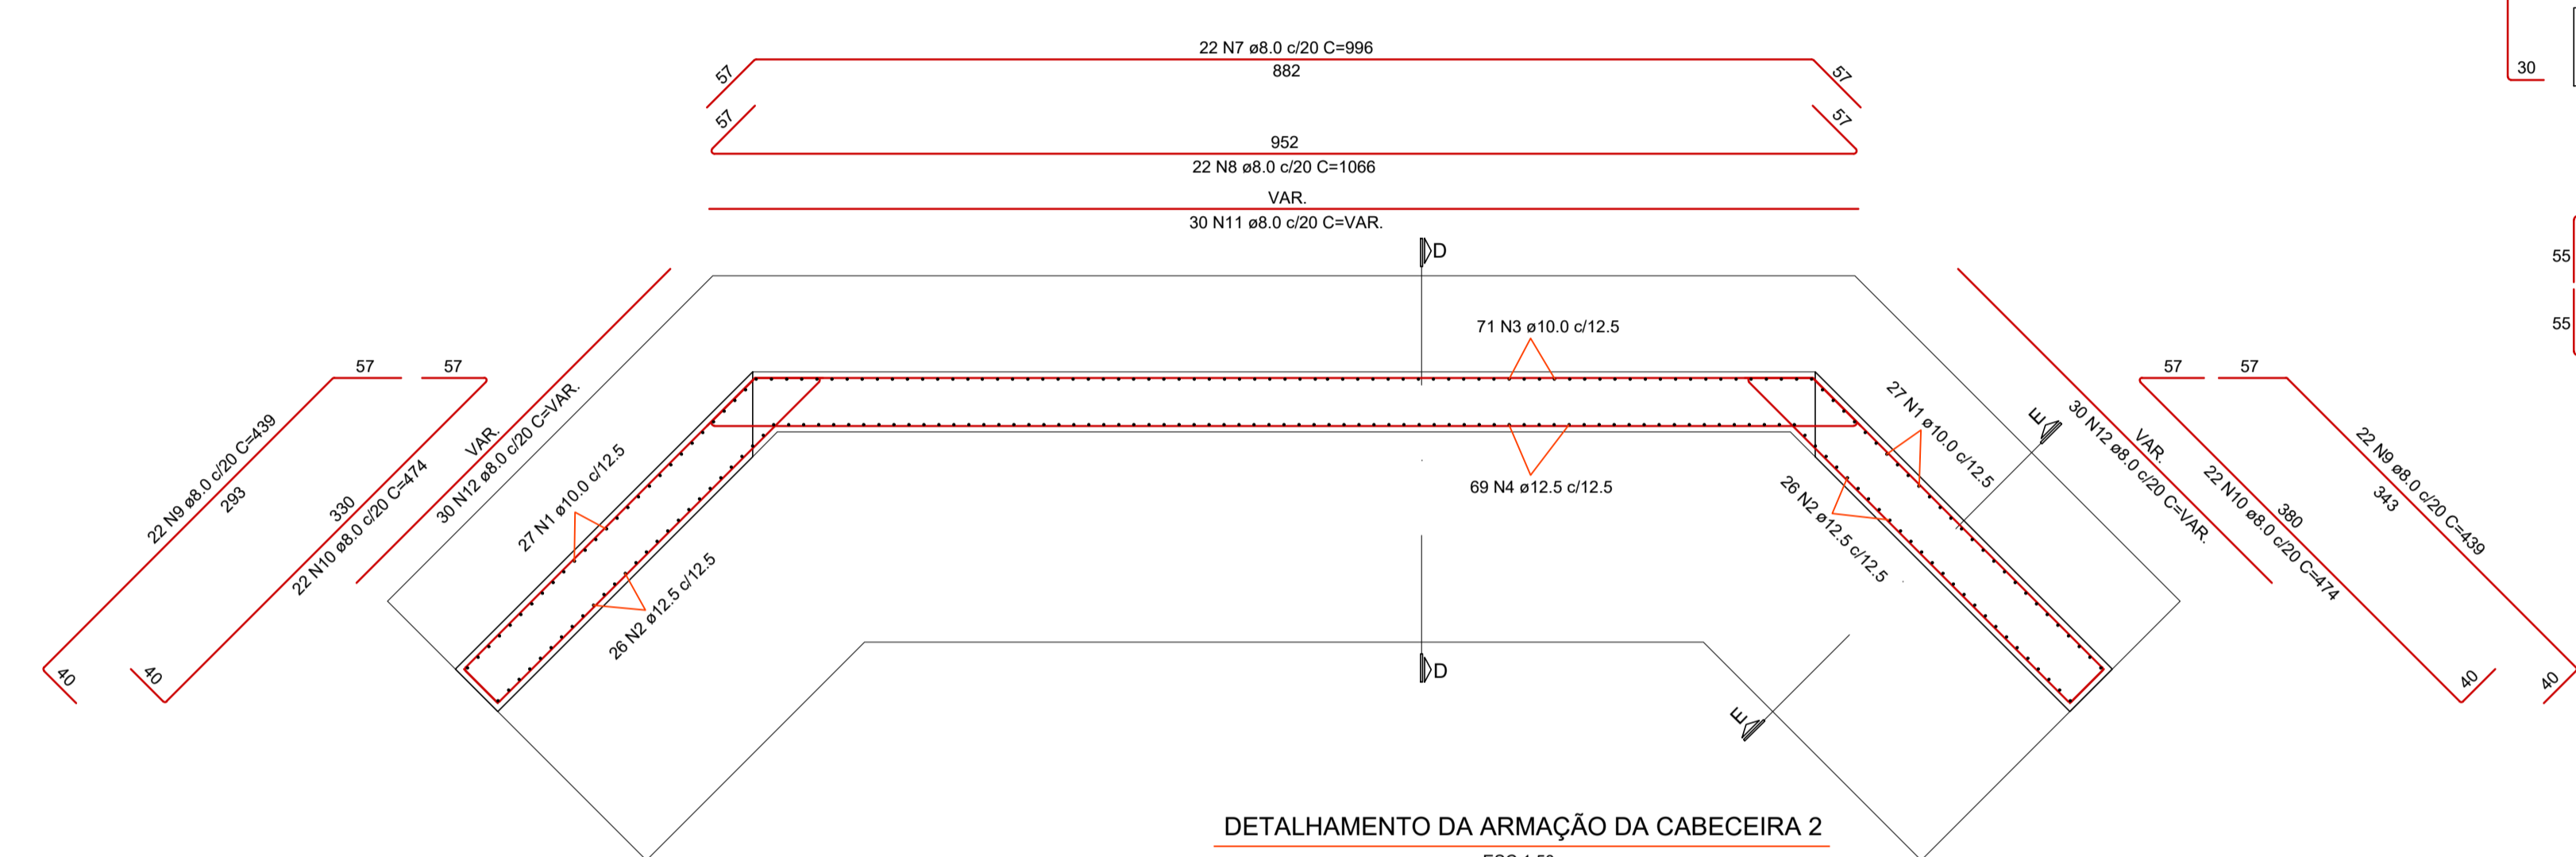 22 N7 ø8.0 c/20 C=996
882
57
57
30
57
57
952
22 N8 ø8.0 c/20 C=1066
VAR.
30 N11 ø8.0 c/20 C=VAR.
D
55
55
71 N3 ø10.0 c/12.5
57
57
22 N9 ø8.0 c/20 C=439
293
40
330
22 N10 ø8.0 c/20 C=474
40
VAR.
30 N12 ø8.0 c/20 C=VAR.
27 N1 ø10.0 c/12.5
26 N2 ø12.5 c/12.5
69 N4 ø12.5 c/12.5
27 N1 ø10.0 c/12.5
26 N2 ø12.5 c/12.5
E
VAR.
30 N12 ø8.0 c/20 C=VAR.
57
57
380
22 N10 ø8.0 c/20 C=474
40
22 N9 ø8.0 c/20 C=439
343
40
D
E
DETALHAMENTO DA ARMAÇÃO DA CABECEIRA 2